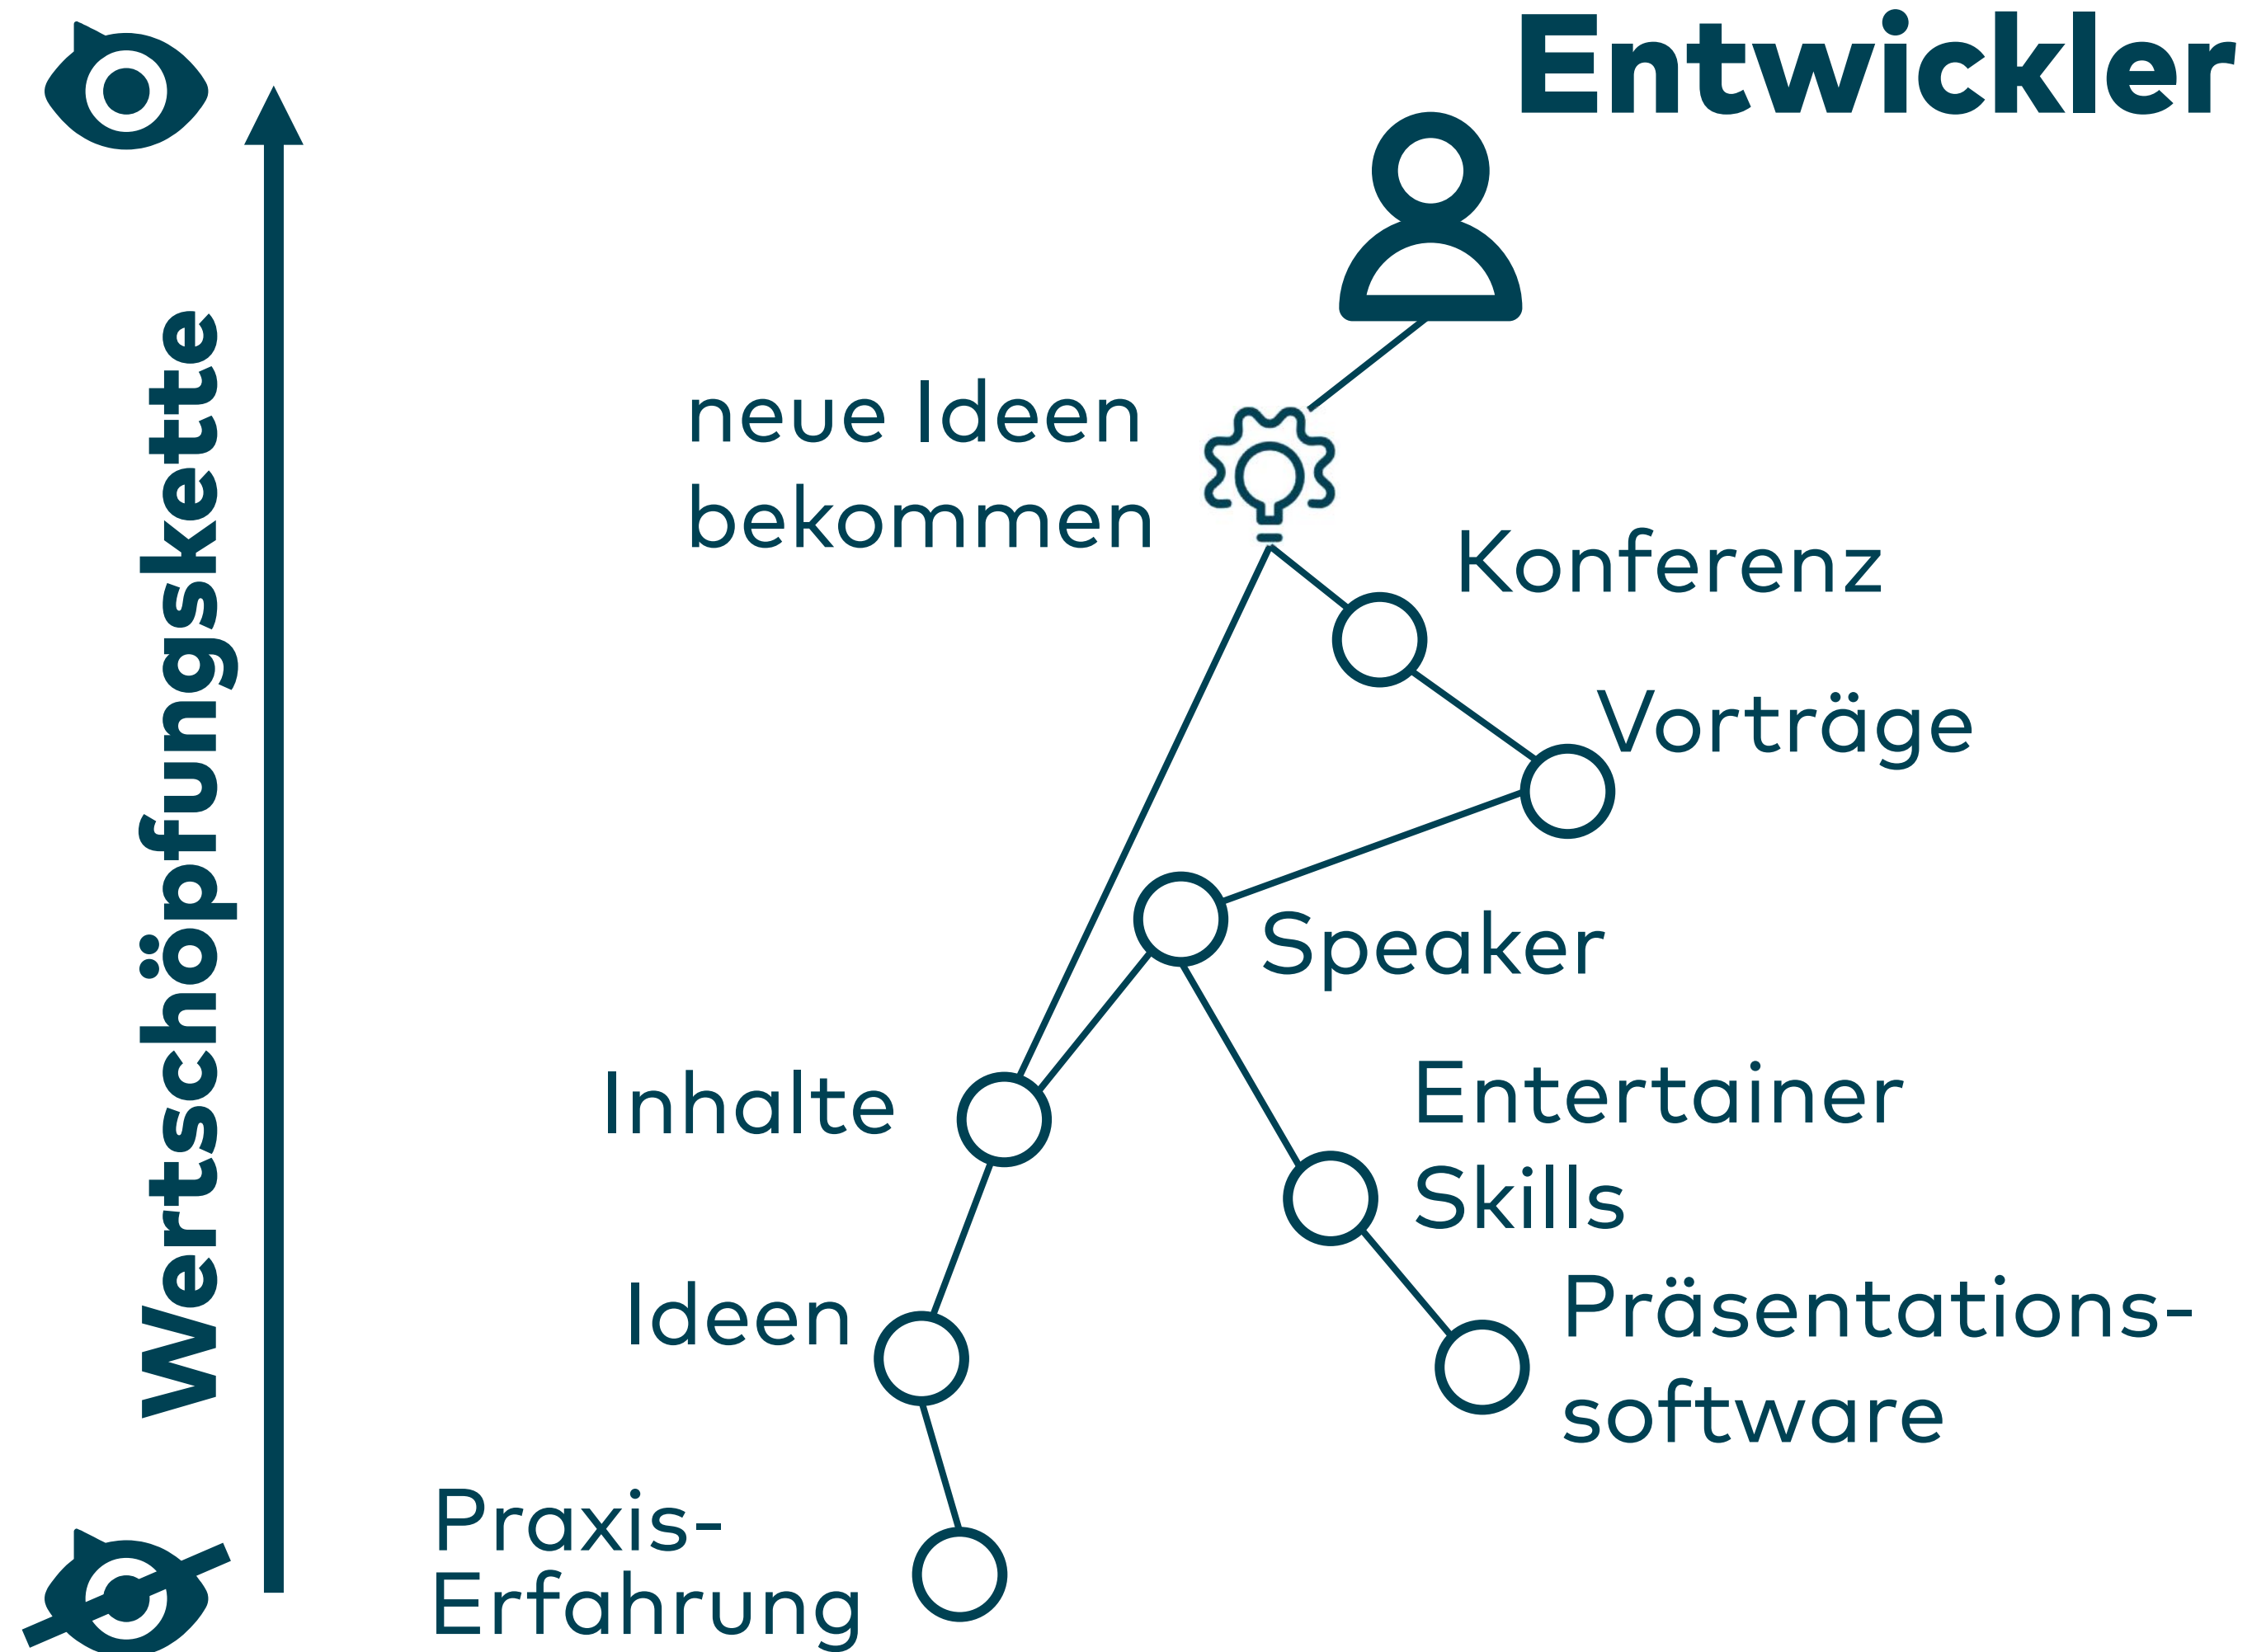 Entwickler
Wertschöpfungskette
neue Ideen
bekommen
Konferenz
Vorträge
Speaker
Inhalte
Entertainer
Skills
Ideen
Präsentations-
software
Praxis-
Erfahrung